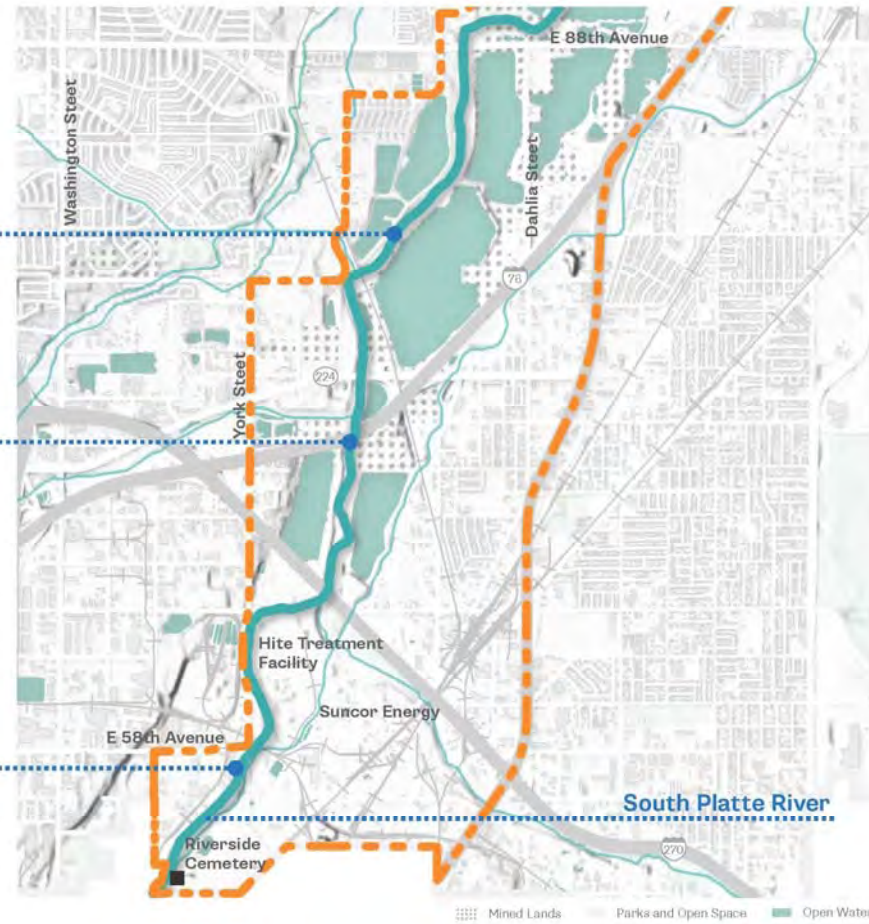 E 88th Avenue
Washington Street
Dahlia Street
76
York Street
224
Hite Treatment
Facility
Suncor Energy
E 58th Avenue
South Platte River
Riverside
Cemetery
270
Mined Lands
Parks and Open Space
Open Water